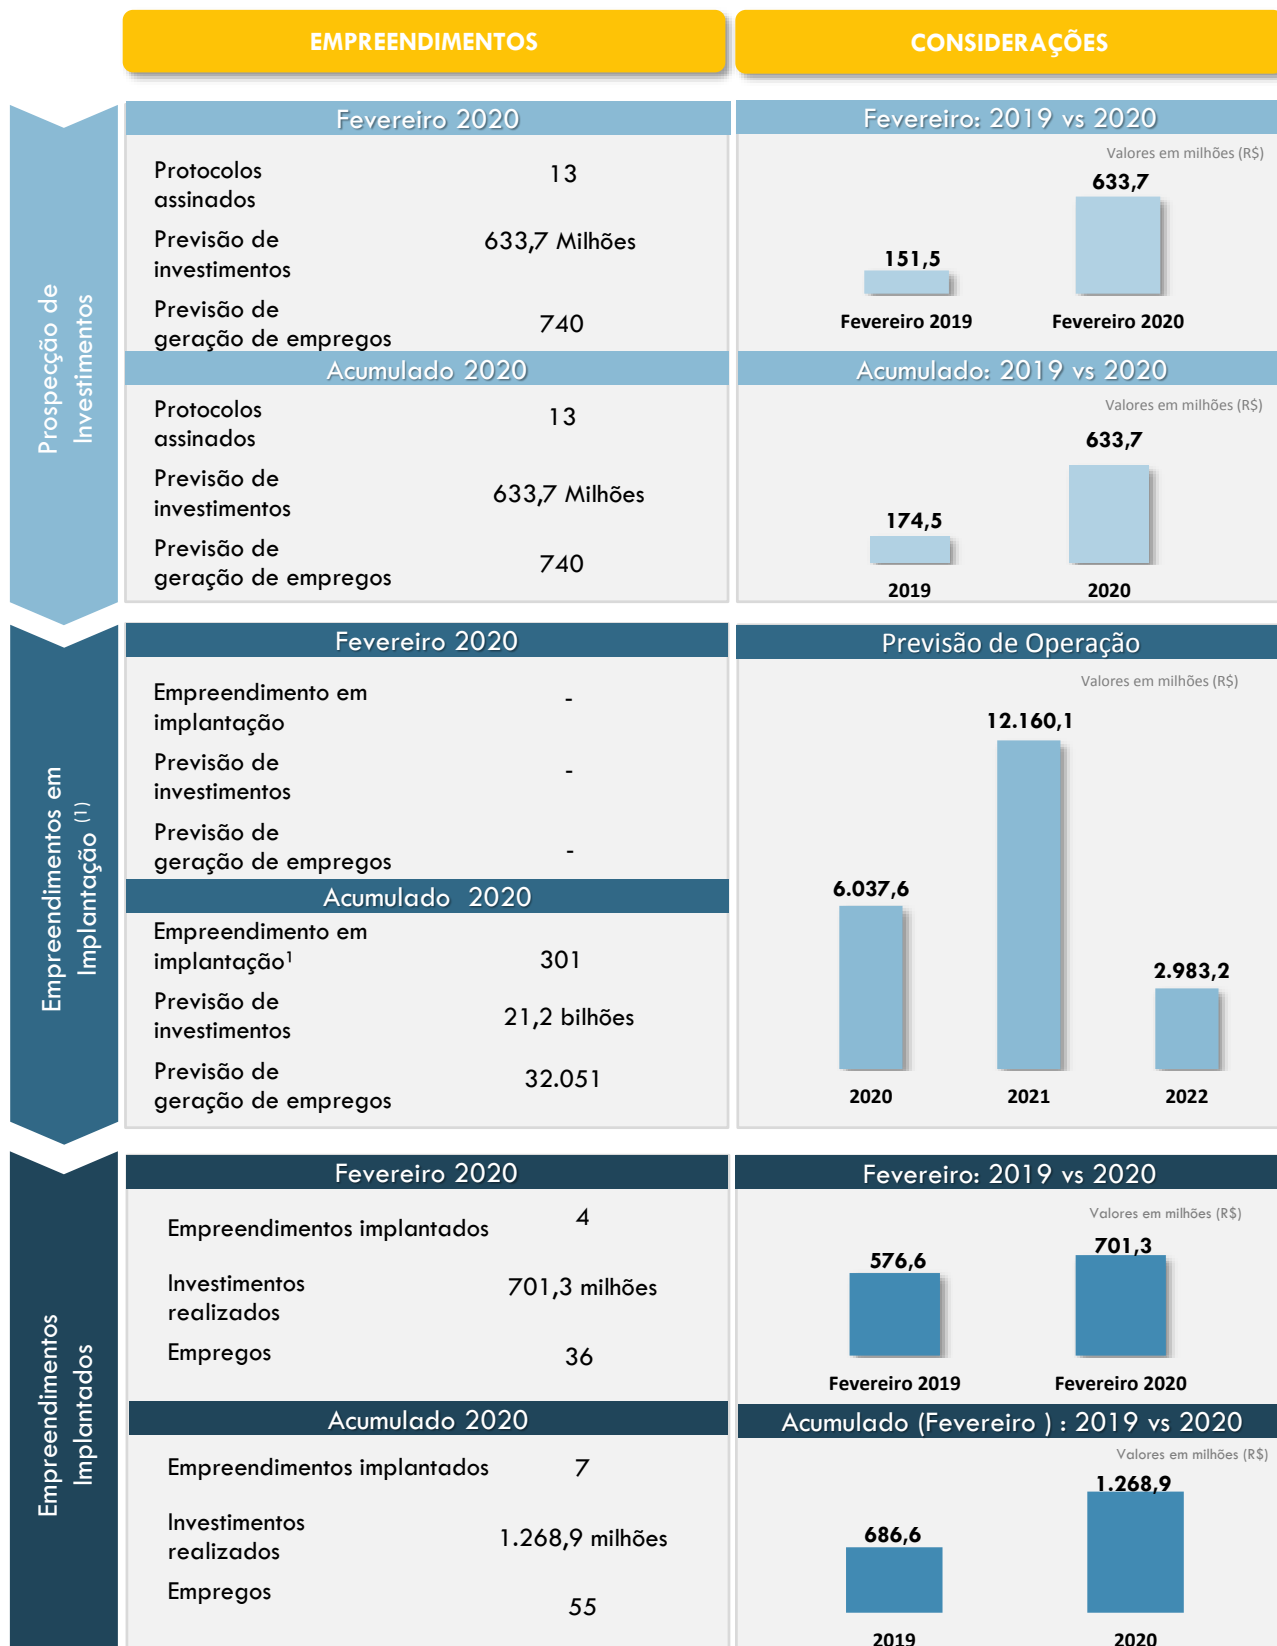 EMPREENDIMENTOS
CONSIDERAÇÕES
Prospecção de
Investimentos
Fevereiro 2020
Protocolos
assinados
13
Previsão de
investimentos
633,7 Milhões
Previsão de
geração de empregos
740
Acumulado 2020
Protocolos
assinados
13
Previsão de
investimentos
633,7 Milhões
Previsão de
geração de empregos
740
Fevereiro: 2019 vs 2020
Valores em milhões (R$)
633,7
151,5
Fevereiro 2019
Fevereiro 2020
Acumulado: 2019 vs 2020
Valores em milhões (R$)
633,7
174,5
2019
2020
Empreendimentos em
Implantação (1)
Fevereiro 2020
Empreendimento em
implantação
-
Previsão de
investimentos
-
Previsão de
geração de empregos
-
Acumulado 2020
Empreendimento em
implantação¹
301
Previsão de
investimentos
21,2 bilhões
Previsão de
geração de empregos
32.051
Previsão de Operação
Valores em milhões (R$)
12.160,1
6.037,6
2.983,2
2020
2021
2022
Empreendimentos
Implantados
Fevereiro 2020
Empreendimentos implantados
4
Investimentos
realizados
701,3 milhões
Empregos
36
Acumulado 2020
Empreendimentos implantados
7
Investimentos
realizados
1.268,9 milhões
Empregos
55
Fevereiro: 2019 vs 2020
Valores em milhões (R$)
701,3
576,6
Fevereiro 2019
Fevereiro 2020
Acumulado (Fevereiro ) : 2019 vs 2020
Valores em milhões (R$)
1.268,9
686,6
2019
2020